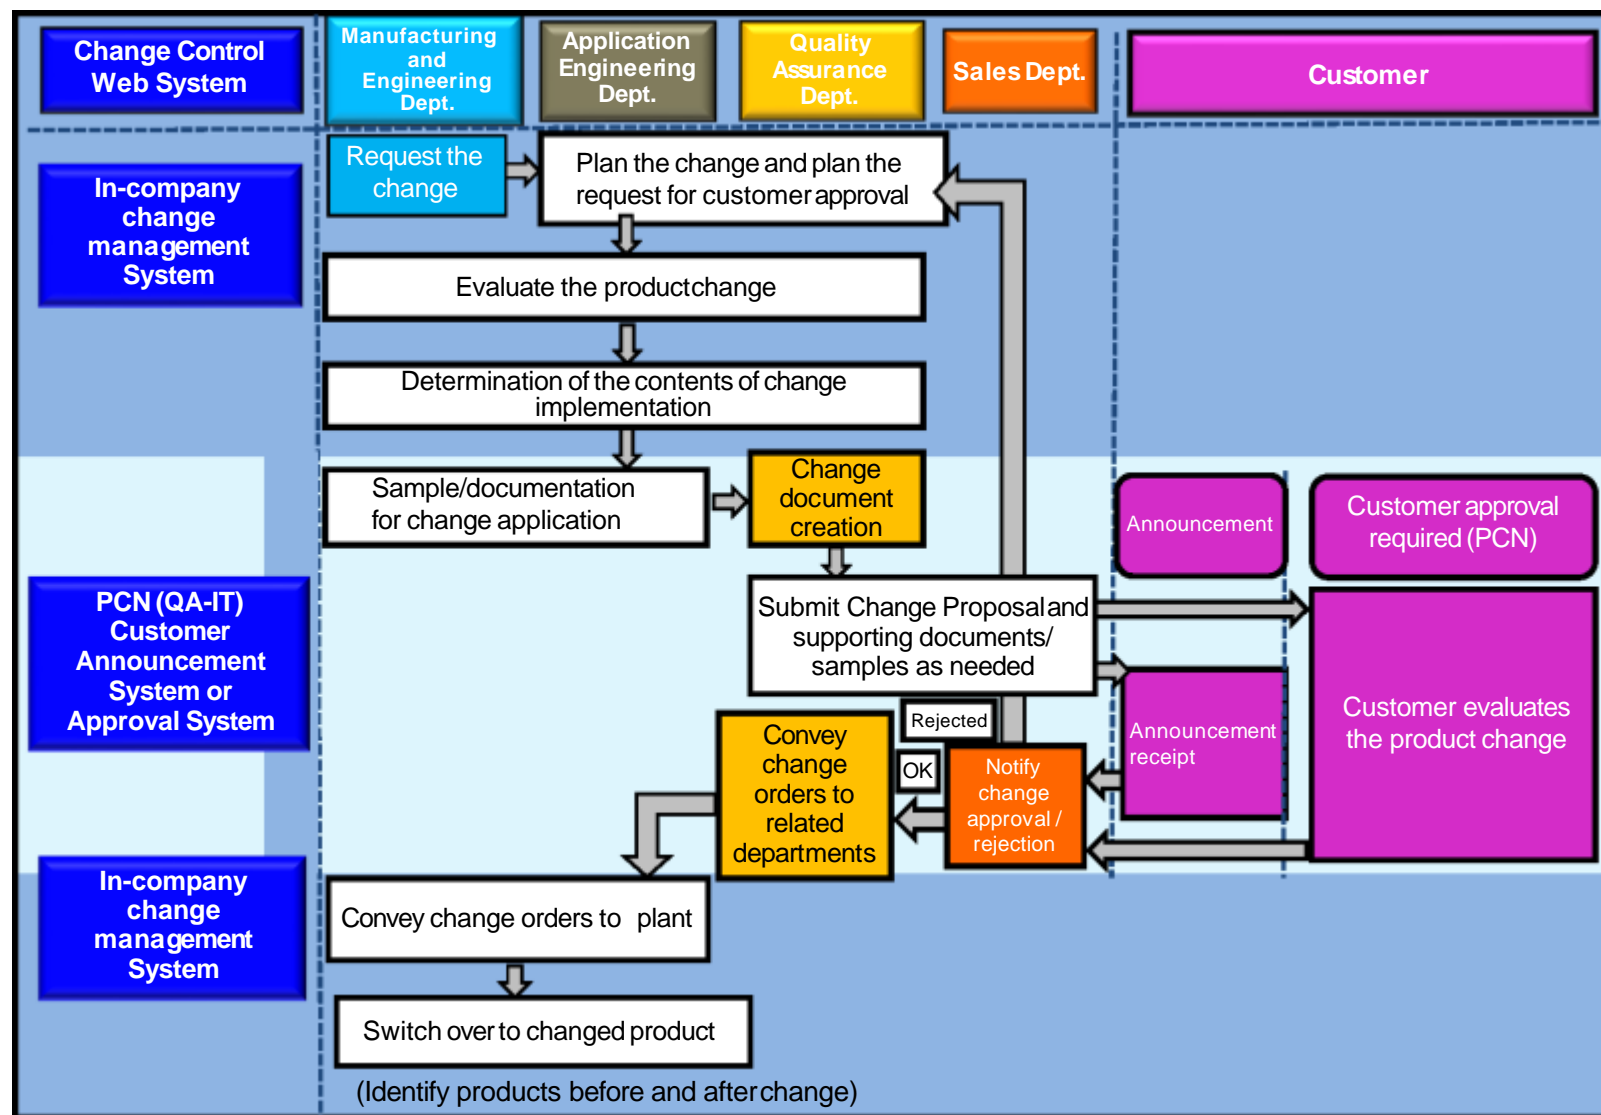 Change Control
Web System
Manufacturing
and
Engineering
Dept.
Application
Engineering
Dept.
Quality
Assurance
Dept.
Sales Dept.
Customer
In-company
change
management
System
Request the
change
Plan the change and plan the
request for customer approval
Evaluate the product change
Determination of the contents of change
implementation
Sample/documentation
for change application
Change
document
creation
Announcement
Customer approval
required (PCN)
PCN (QA-IT)
Customer
Announcement
System or
Approval System
Submit Change Proposal and
supporting documents/
samples as needed
Rejected
OK
Convey
change
orders to
related
departments
Notify
change
approval /
rejection
Announcement
receipt
Customer evaluates
the product change
In-company
change
management
System
Convey change orders to plant
Switch over to changed product
(Identify products before and after change)